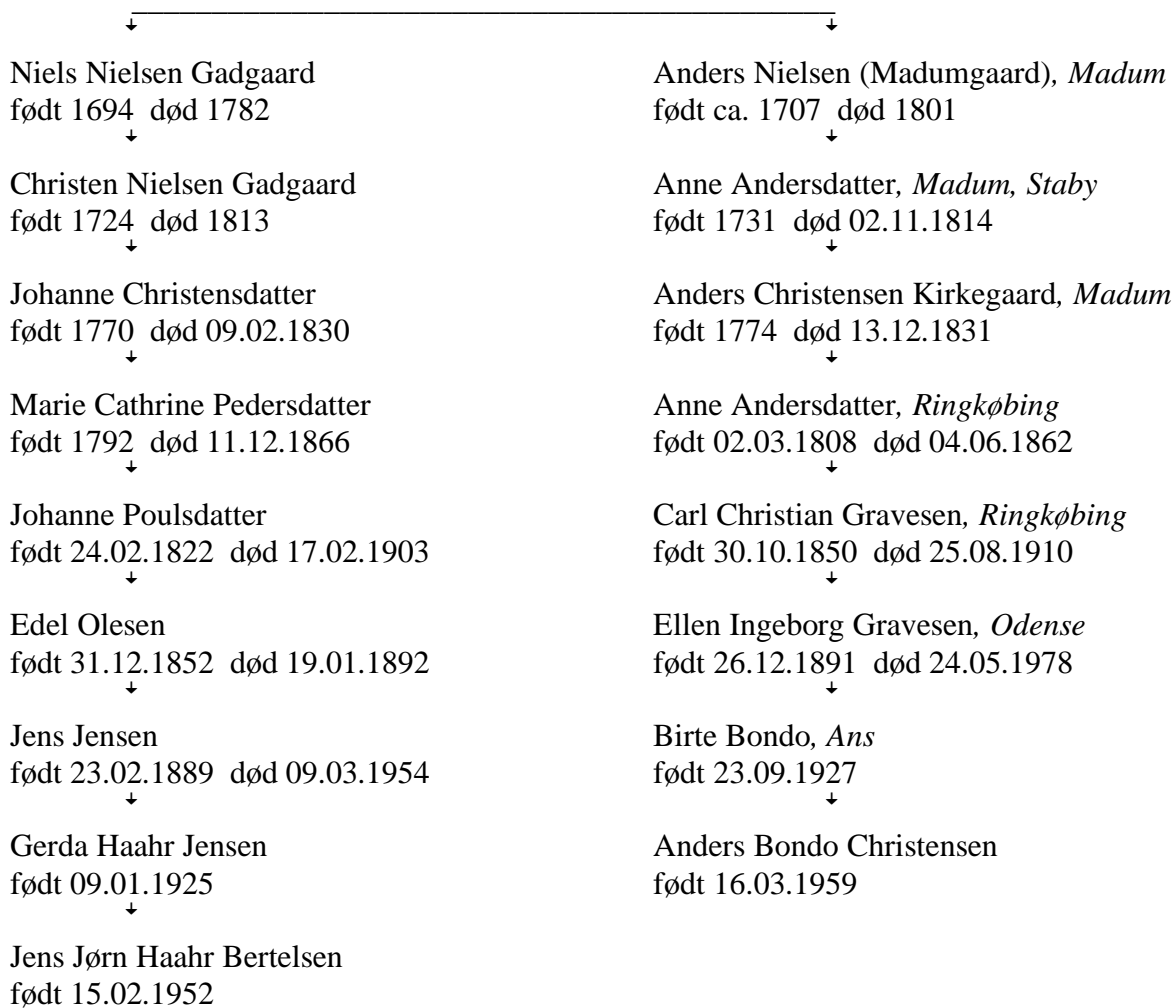 Niels Nielsen Gadgaard
født 1694 død 1782
Christen Nielsen Gadgaard
født 1724 død 1813
Johanne Christensdatter
født 1770 død 09.02.1830
Marie Cathrine Pedersdatter
født 1792 død 11.12.1866
Johanne Poulsdatter
født 24.02.1822 død 17.02.1903
Edel Olesen
født 31.12.1852 død 19.01.1892
Jens Jensen
født 23.02.1889 død 09.03.1954
Gerda Haahr Jensen
født 09.01.1925
Jens Jørn Haahr Bertelsen
født 15.02.1952
Anders Nielsen (Madumgaard), Madum
født ca. 1707 død 1801
Anne Andersdatter, Madum, Staby
født 1731 død 02.11.1814
Anders Christensen Kirkegaard, Madum
født 1774 død 13.12.1831
Anne Andersdatter, Ringkøbing
født 02.03.1808 død 04.06.1862
Carl Christian Gravesen, Ringkøbing
født 30.10.1850 død 25.08.1910
Ellen Ingeborg Gravesen, Odense
født 26.12.1891 død 24.05.1978
Birte Bondo, Ans
født 23.09.1927
Anders Bondo Christensen
født 16.03.1959